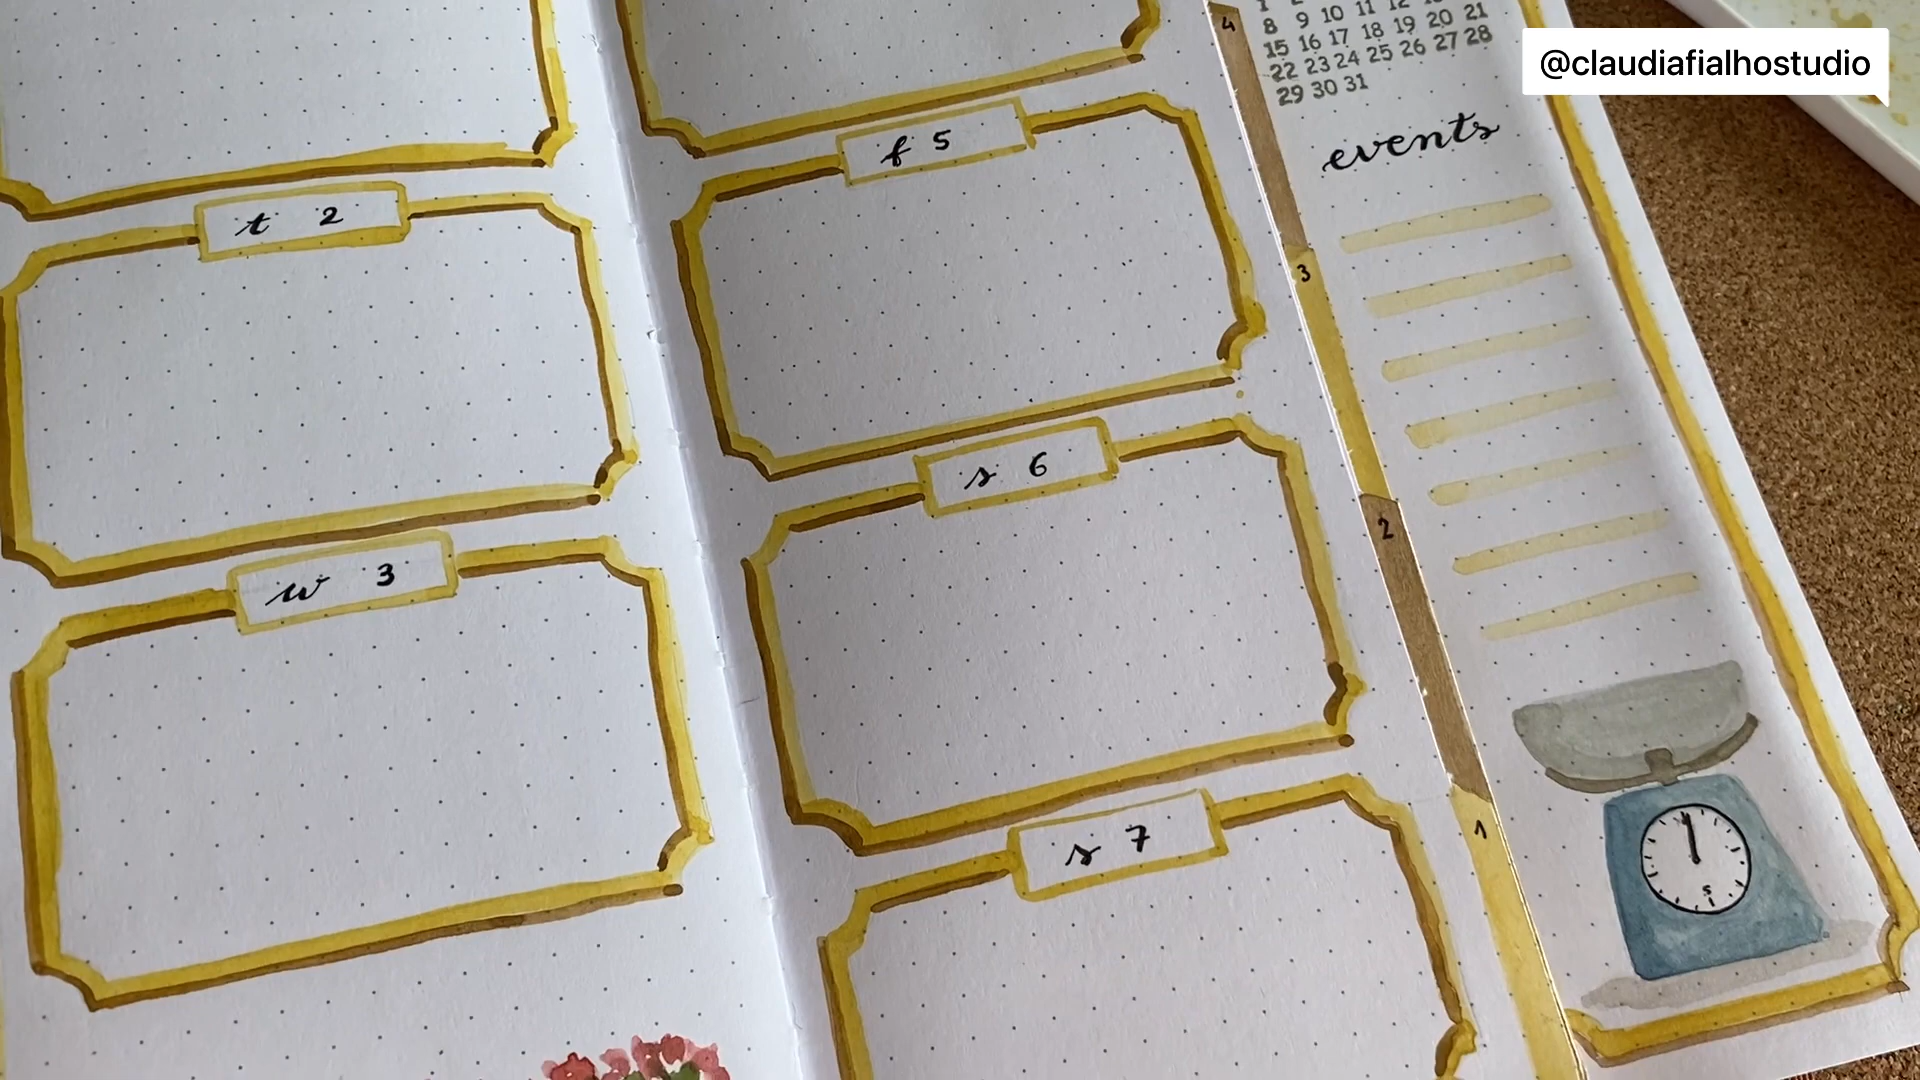 t 2
w 3
f 5
s 6
s 7
4
3
2
1
8 9 10 11 12
15 16 17 18 19 20 21
22 23 24 25 26 27 28
29 30 31
events
@claudiafialhostudio